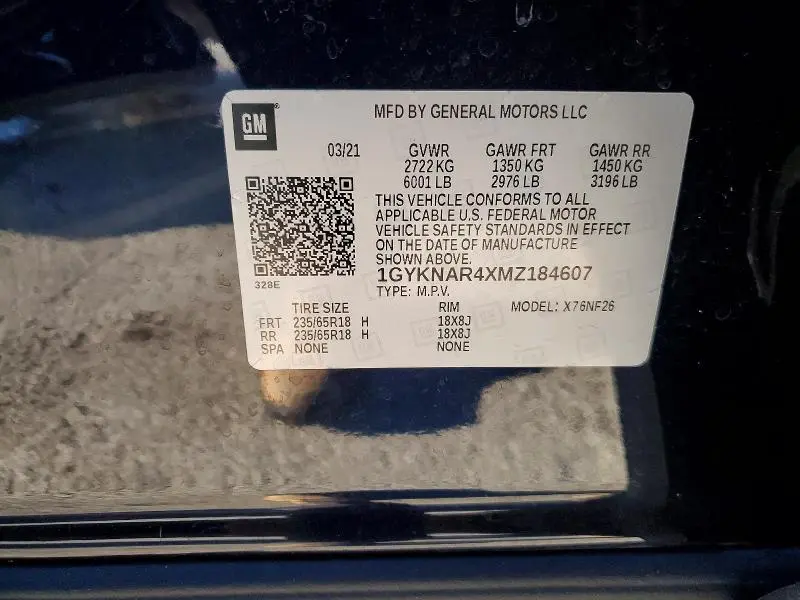 GM
MFD BY GENERAL MOTORS LLC
03/21 GVWR GAWR FRT GAWR RR
2722 KG 1350 KG 1450 KG
6001 LB 2976 LB 3196 LB
THIS VEHICLE CONFORMS TO ALL
APPLICABLE U.S. FEDERAL MOTOR
VEHICLE SAFETY STANDARDS IN EFFECT
ON THE DATE OF MANUFACTURE
SHOWN ABOVE.
1GYKNAR4XMZ184607
328E
TYPE: M.P.V.
TIRE SIZE RIM MODEL: X76NF26
FRT 235/65R18 H 18X8J
RR 235/65R18 H 18X8J
SPA NONE NONE